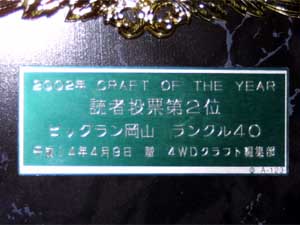 2002年 CRAFT OF THE YEAR
読者投票第2位
ビッグラン岡山 ラングル40
平成14年4月9日 4WDクラフト編集部
© A-123